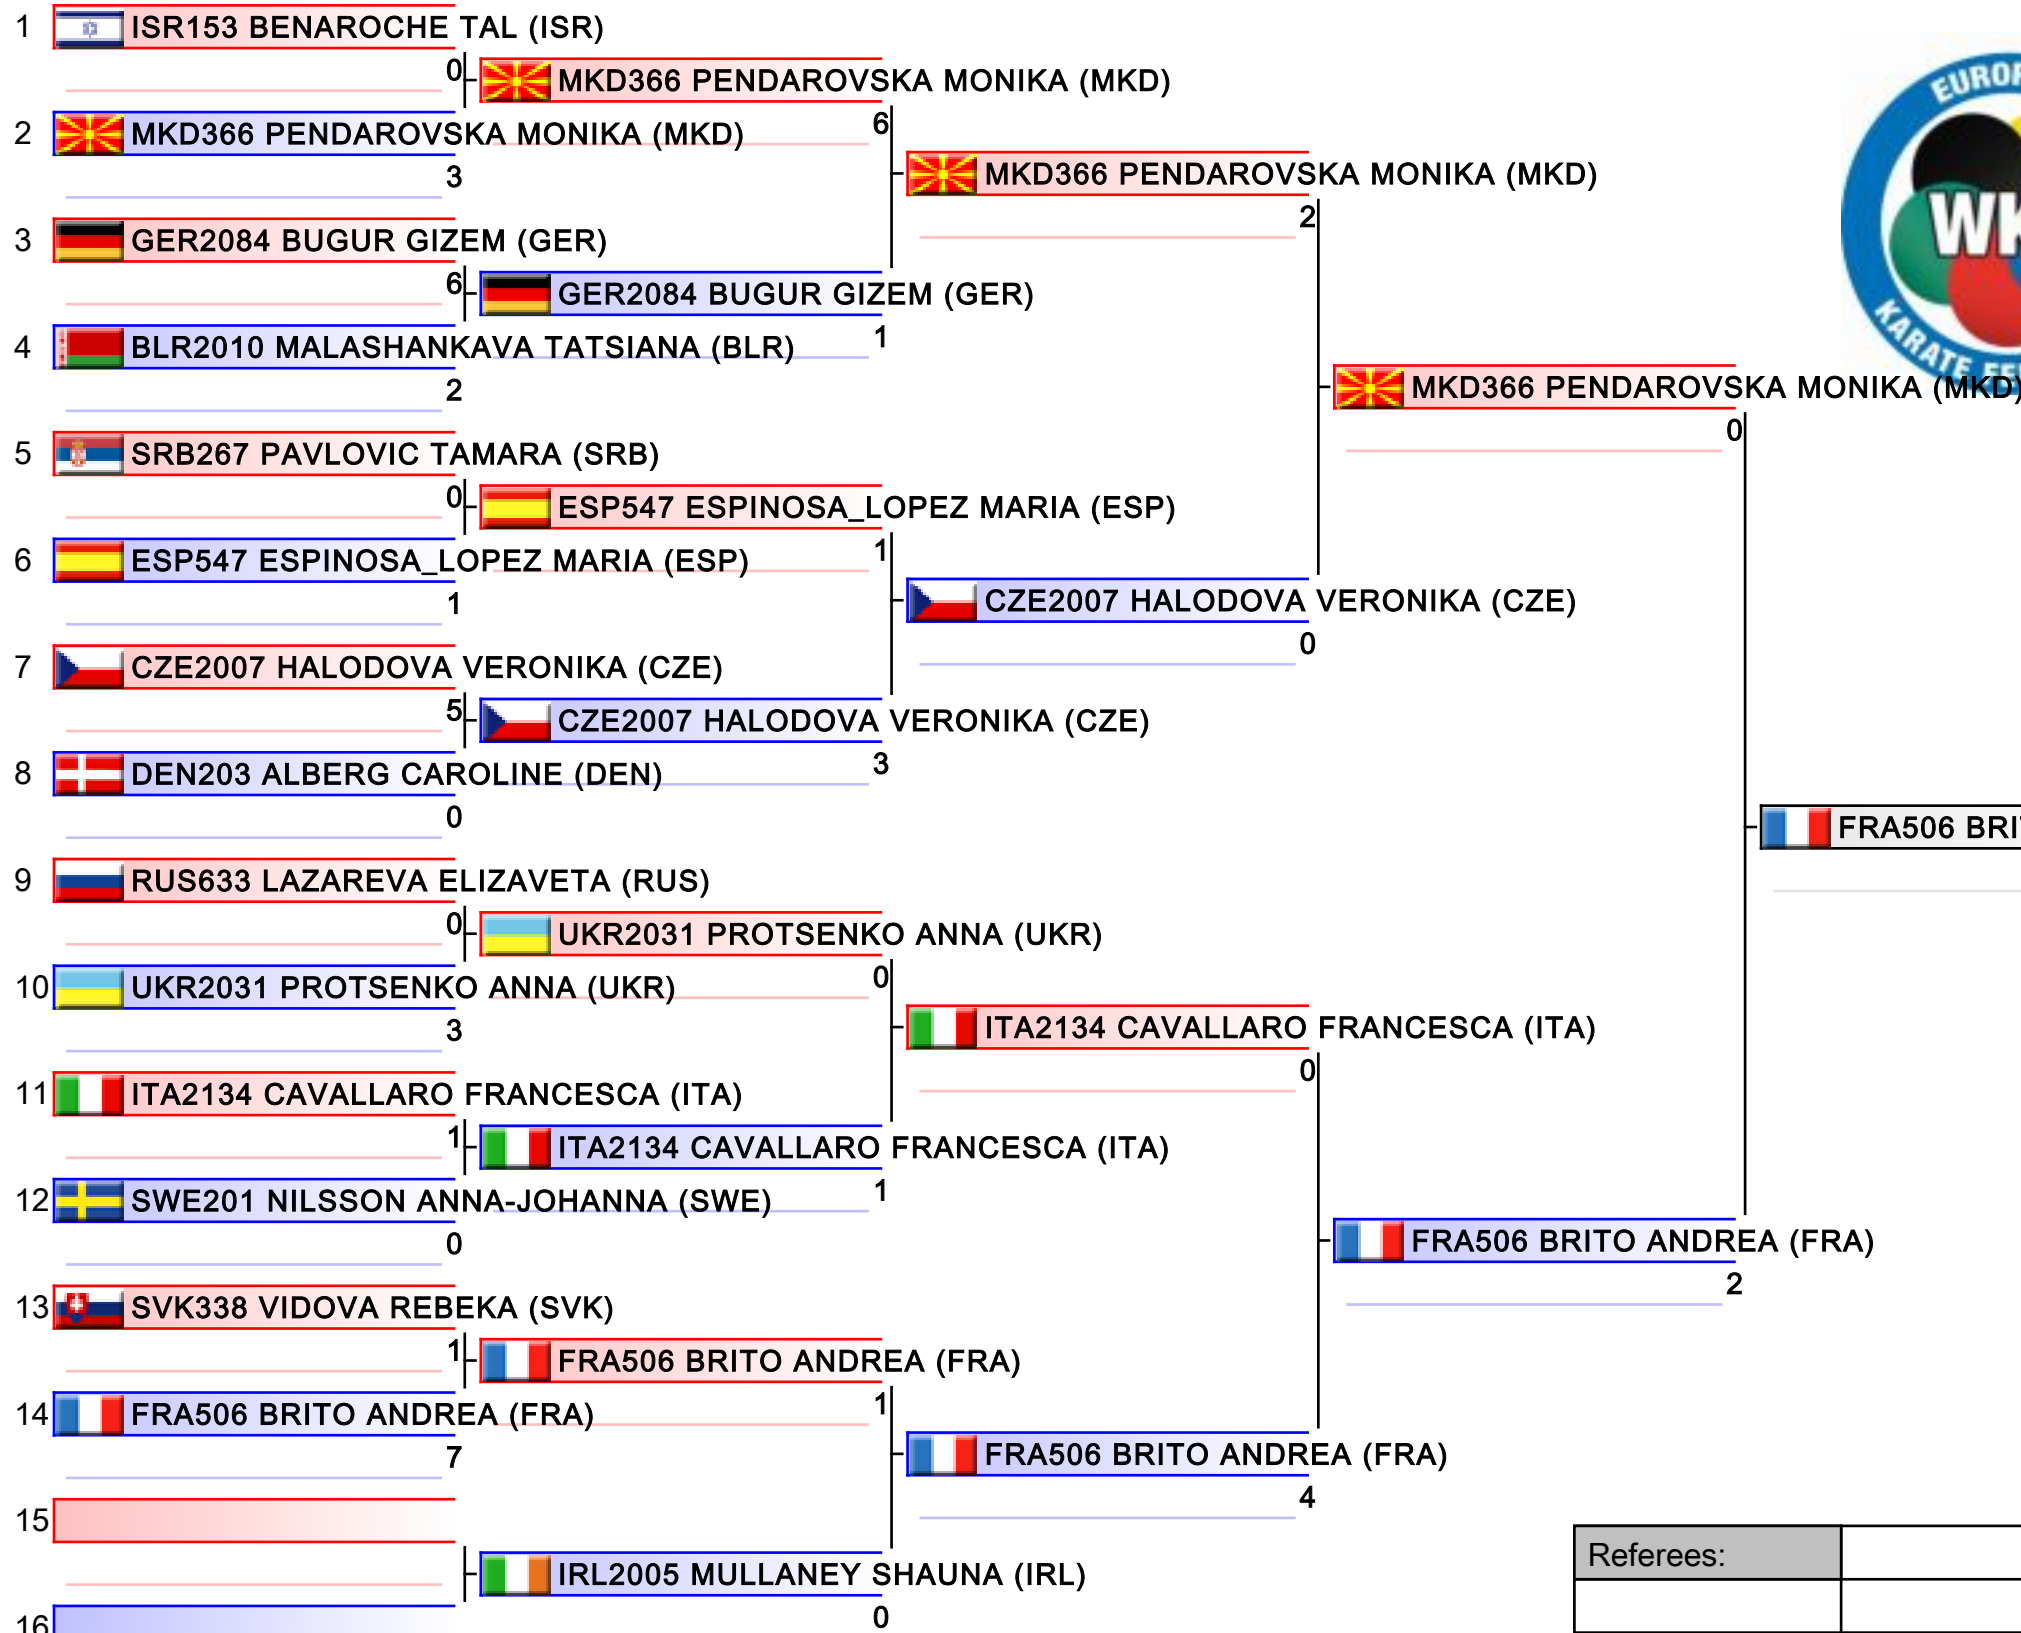 1 ISR153 BENAROCHE TAL (ISR)
0
MKD366 PENDAROVSKA MONIKA (MKD)
6
2 MKD366 PENDAROVSKA MONIKA (MKD)
3
MKD366 PENDAROVSKA MONIKA (MKD)
2
3 GER2084 BUGUR GIZEM (GER)
6
GER2084 BUGUR GIZEM (GER)
1
4 BLR2010 MALASHANKAVA TATSIANA (BLR)
2
MKD366 PENDAROVSKA MONIKA (MKD)
0
5 SRB267 PAVLOVIC TAMARA (SRB)
0
ESP547 ESPINOSA_LOPEZ MARIA (ESP)
1
6 ESP547 ESPINOSA_LOPEZ MARIA (ESP)
1
CZE2007 HALODOVA VERONIKA (CZE)
0
7 CZE2007 HALODOVA VERONIKA (CZE)
5
CZE2007 HALODOVA VERONIKA (CZE)
3
8 DEN203 ALBERG CAROLINE (DEN)
0
FRA506 BRI
9 RUS633 LAZAREVA ELIZAVETA (RUS)
0
UKR2031 PROTSENKO ANNA (UKR)
0
10 UKR2031 PROTSENKO ANNA (UKR)
3
ITA2134 CAVALLARO FRANCESCA (ITA)
0
11 ITA2134 CAVALLARO FRANCESCA (ITA)
1
ITA2134 CAVALLARO FRANCESCA (ITA)
1
12 SWE201 NILSSON ANNA-JOHANNA (SWE)
0
FRA506 BRITO ANDREA (FRA)
2
13 SVK338 VIDOVA REBEKA (SVK)
1
FRA506 BRITO ANDREA (FRA)
1
14 FRA506 BRITO ANDREA (FRA)
7
FRA506 BRITO ANDREA (FRA)
4
15
IRL2005 MULLANEY SHAUNA (IRL)
0
16
Referees:
EUROP
WK
KARATE